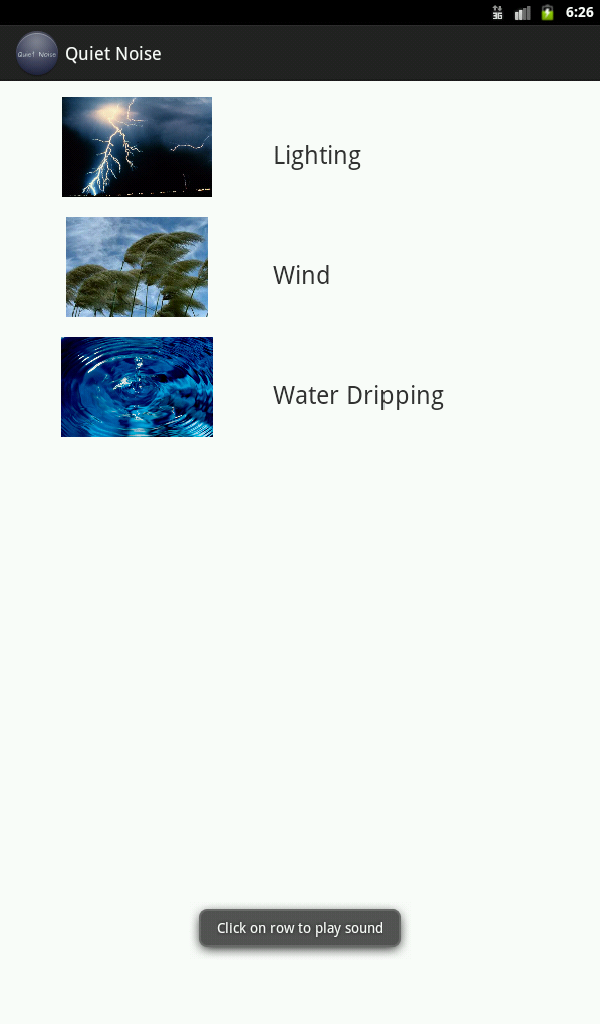 3G
6:26
Quiet Noise
Quiet Noise
Lighting
Wind
Water Dripping
Click on row to play sound